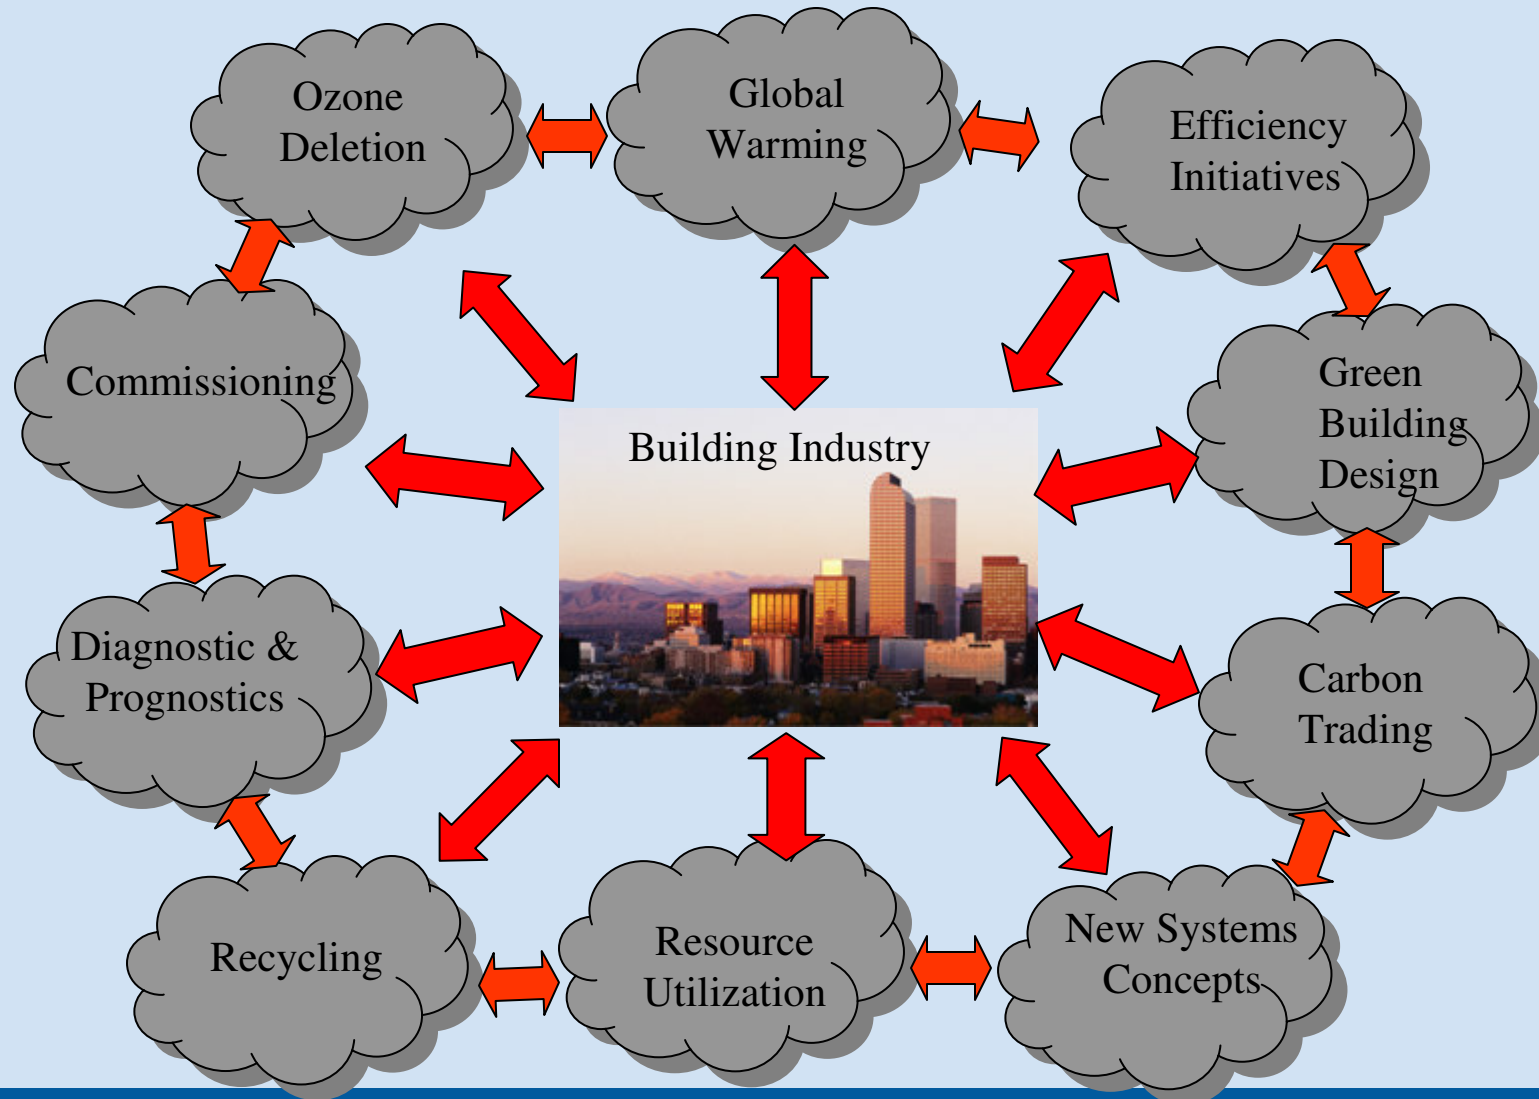 Ozone
Deletion
Global
Warming
Efficiency
Initiatives
Commissioning
Green
Building
Design
Building Industry
Diagnostic &
Prognostics
Carbon
Trading
Recycling
Resource
Utilization
New Systems
Concepts